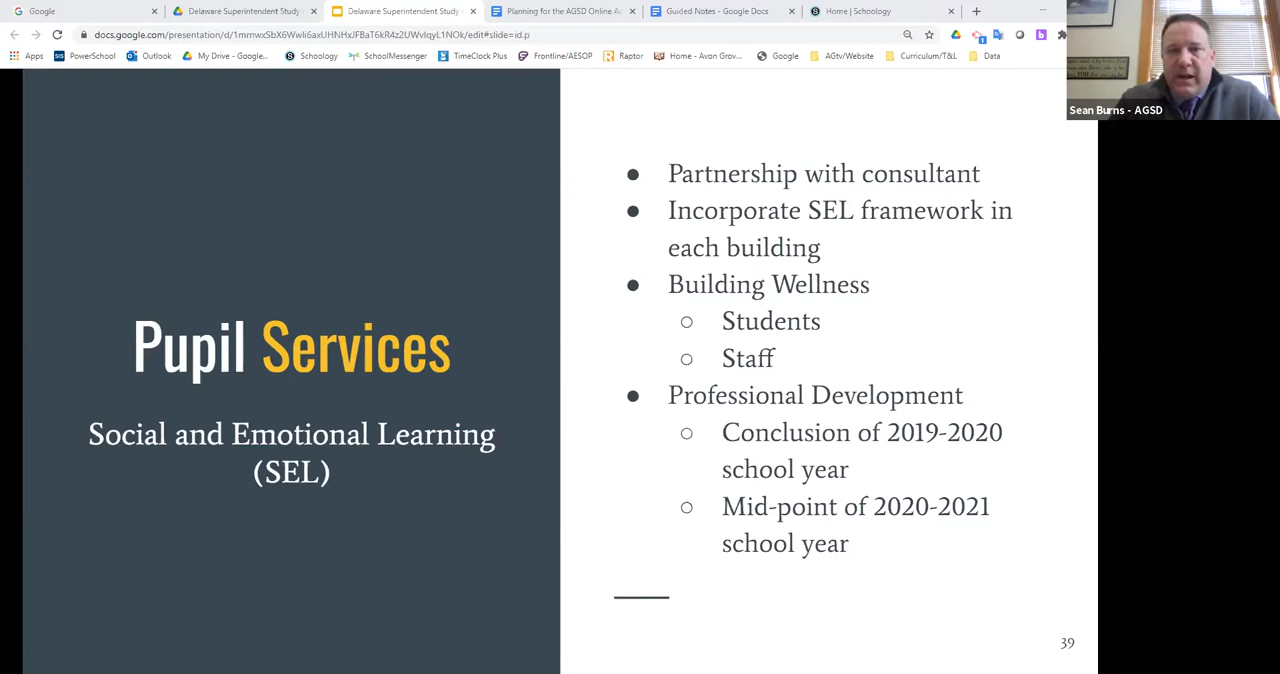 Google
Delaware Superintendent Study
Delaware Superintendent Study
Planning for the AGSD Online Ac
Guided Notes - Google Docs
Home | Schoology
Apps
SIS
PowerSchool
Outlook
My Drive - Google...
Schoology
SchoolMessenger
TimeClock Plus
Frontline/AESOP
Raptor
Home - Avon Grov...
Google
AGtv/Website
Curriculum/T&L
Data
Sean Burns - AGSD
Pupil Services
Social and Emotional Learning
(SEL)
● Partnership with consultant
● Incorporate SEL framework in
each building
● Building Wellness
○ Students
○ Staff
● Professional Development
○ Conclusion of 2019-2020
school year
○ Mid-point of 2020-2021
school year
39